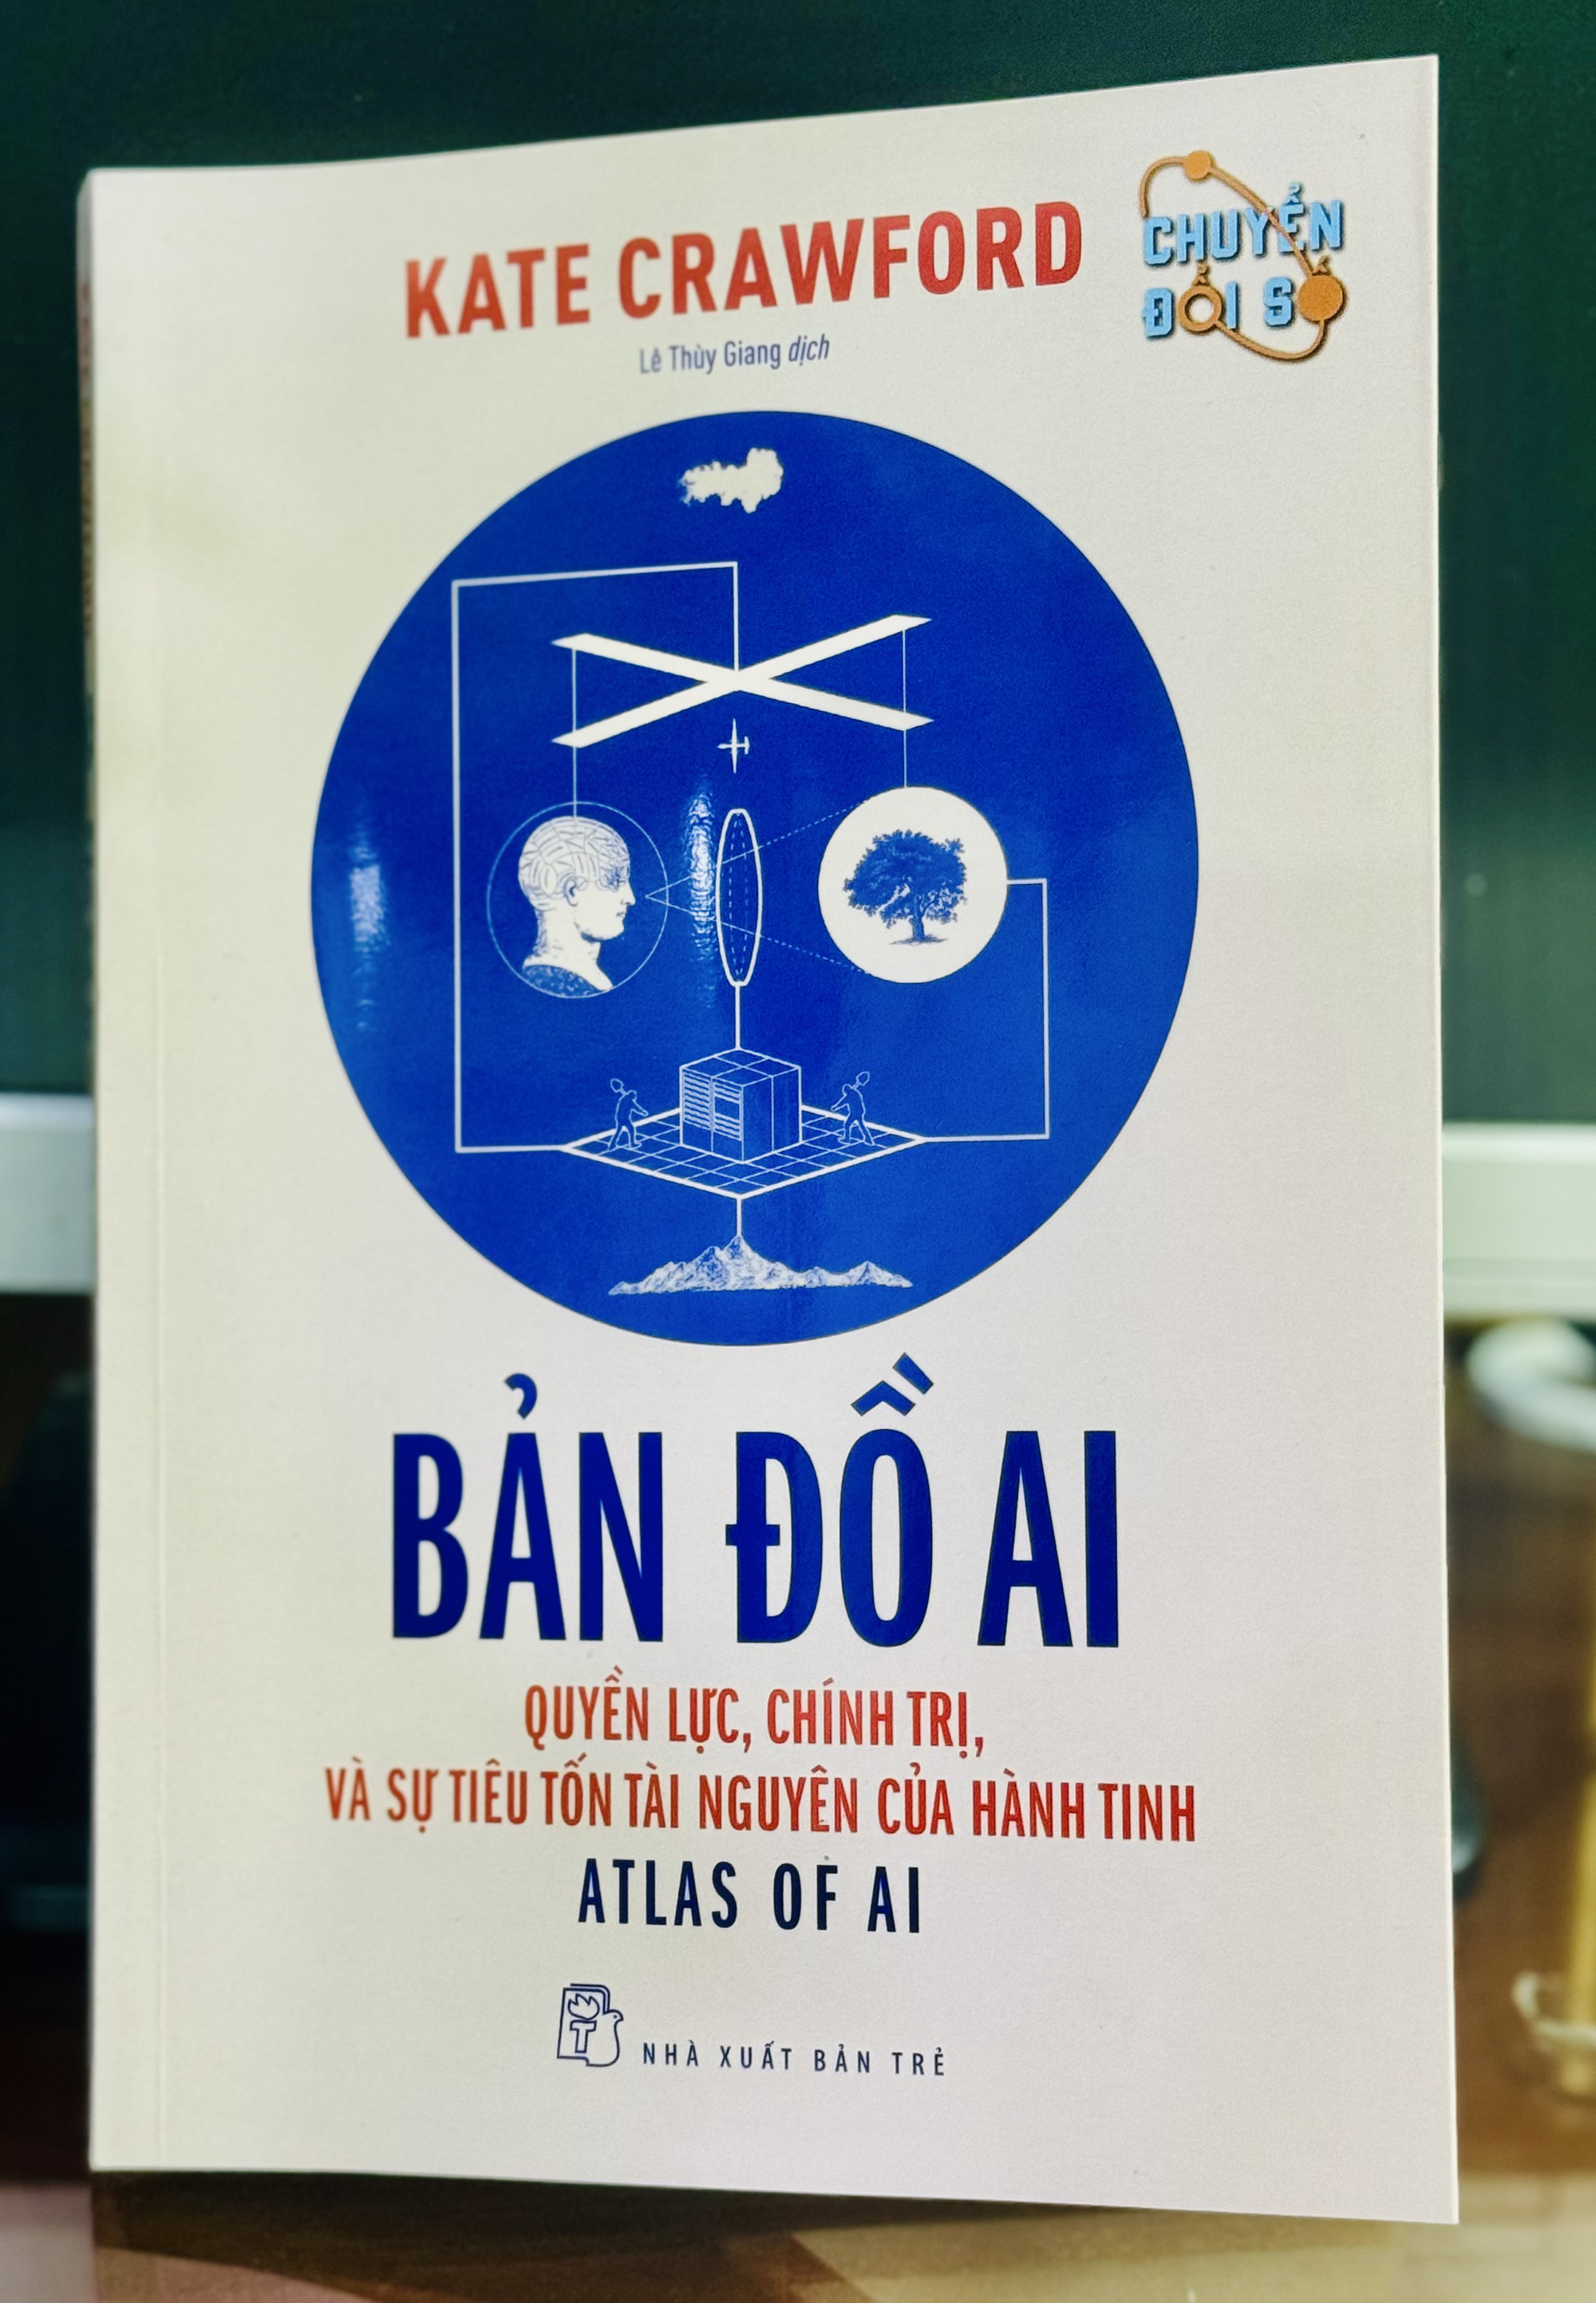 KATE CRAWFORD
Lê Thùy Giang dịch
CHUYỂN
ĐỔI SỐ
BẢN ĐỒ AI
QUYỀN LỰC, CHÍNH TRỊ,
VÀ SỰ TIÊU TỐN TÀI NGUYÊN CỦA HÀNH TINH
ATLAS OF AI
NHÀ XUẤT BẢN TRẺ